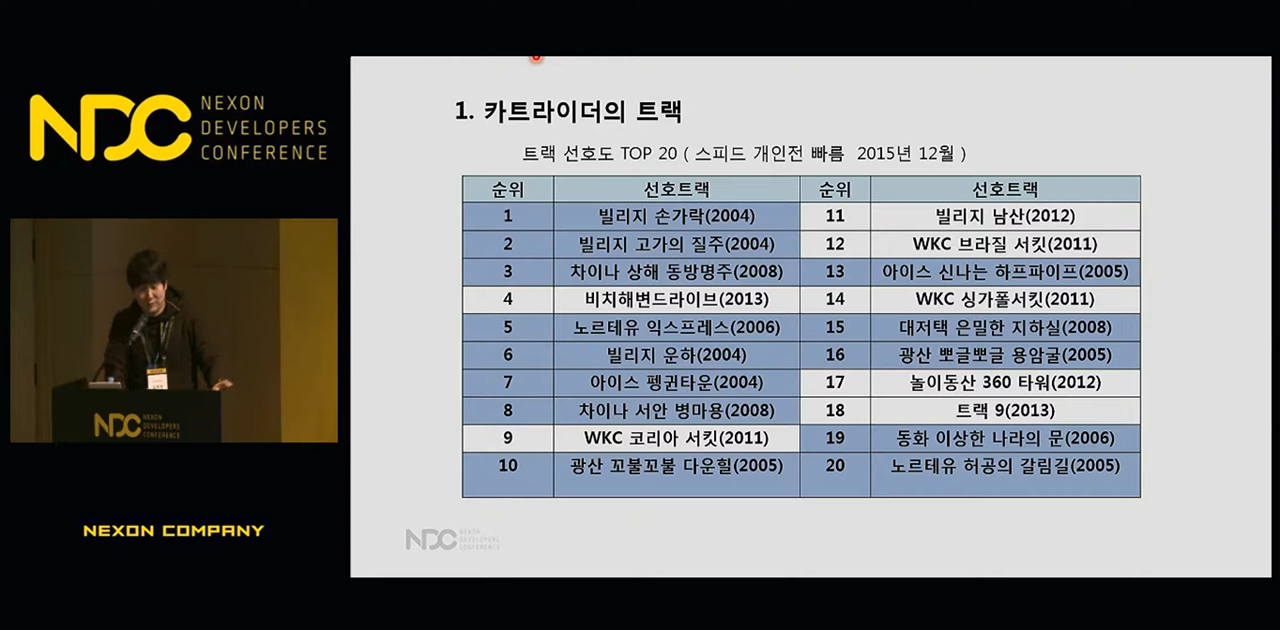 NDC NEXON
DEVELOPERS
CONFERENCE
1. 카트라이더의 트랙
트랙 선호도 TOP 20 ( 스피드 개인전 빠름 2015년 12월 )
순위 선호트랙 순위 선호트랙
1 빌리지 손가락(2004) 11 빌리지 남산(2012)
2 빌리지 고가의 질주(2004) 12 WKC 브라질 서킷(2011)
3 차이나 상해 동방명주(2008) 13 아이스 신나는 하프파이프(2005)
4 비치해변드라이브(2013) 14 WKC 싱가폴서킷(2011)
5 노르테유 익스프레스(2006) 15 대저택 은밀한 지하실(2008)
6 빌리지 운하(2004) 16 광산 뽀글뽀글 용암굴(2005)
7 아이스 펭귄타운(2004) 17 놀이동산 360 타워(2012)
8 차이나 서안 병마용(2008) 18 트랙 9(2013)
9 WKC 코리아 서킷(2011) 19 동화 이상한 나라의 문(2006)
10 광산 꼬불꼬불 다운힐(2005) 20 노르테유 허공의 갈림길(2005)
NDC NEXON
DEVELOPERS
CONFERENCE
NDC NEXON
DEVELOPERS
CONFERENCE
NEXON COMPANY